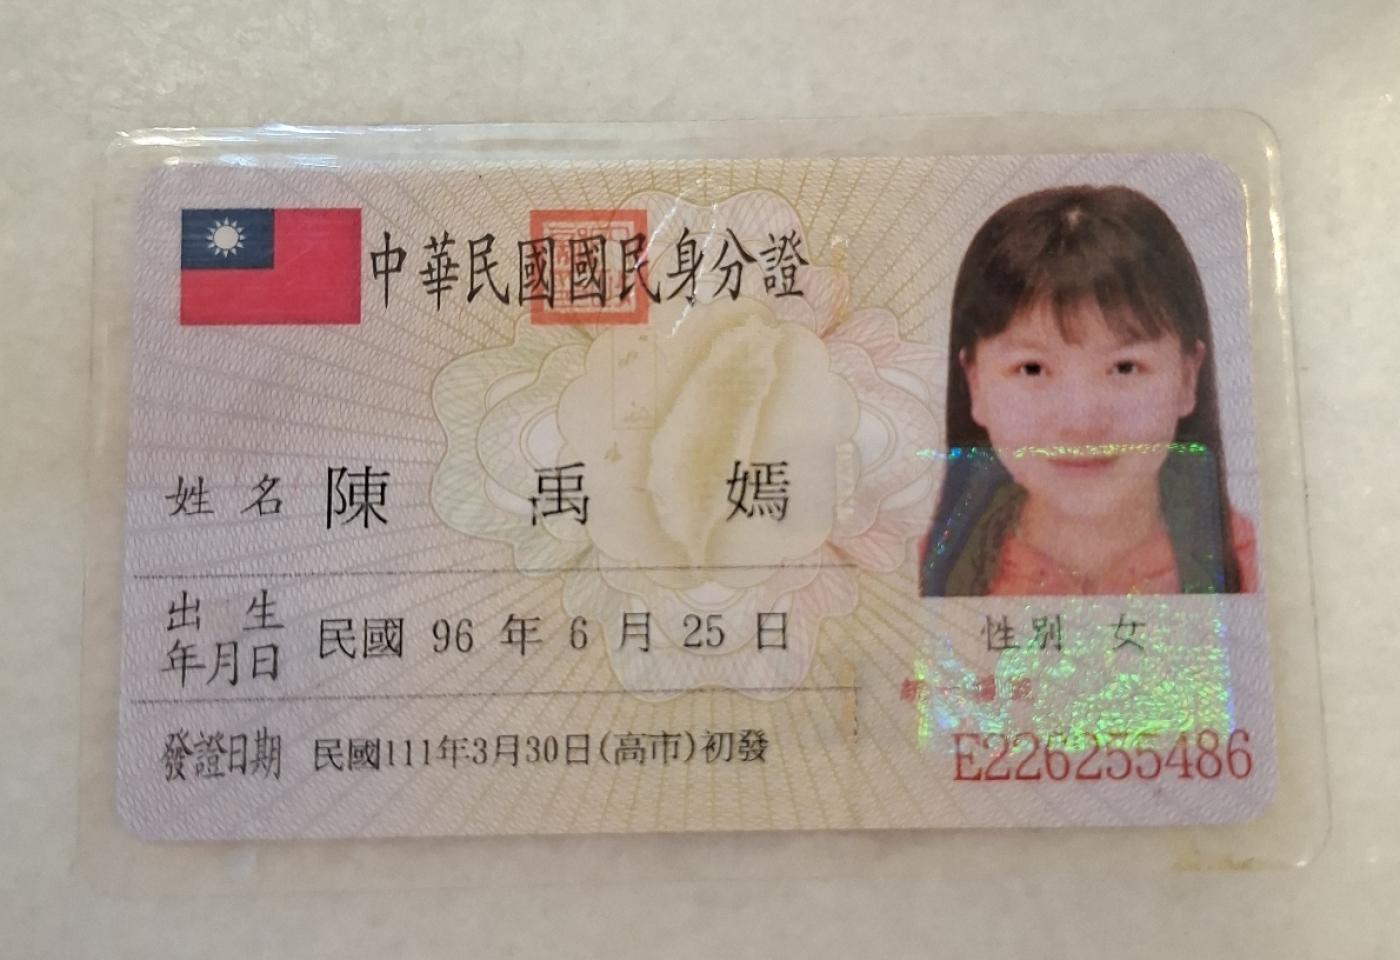 中華民國國民身分證
姓名 陳禹嫣
出生年月日 民國 96 年 6 月 25 日
發證日期 民國111年3月30日(高市)初發
性別 女
E226255486